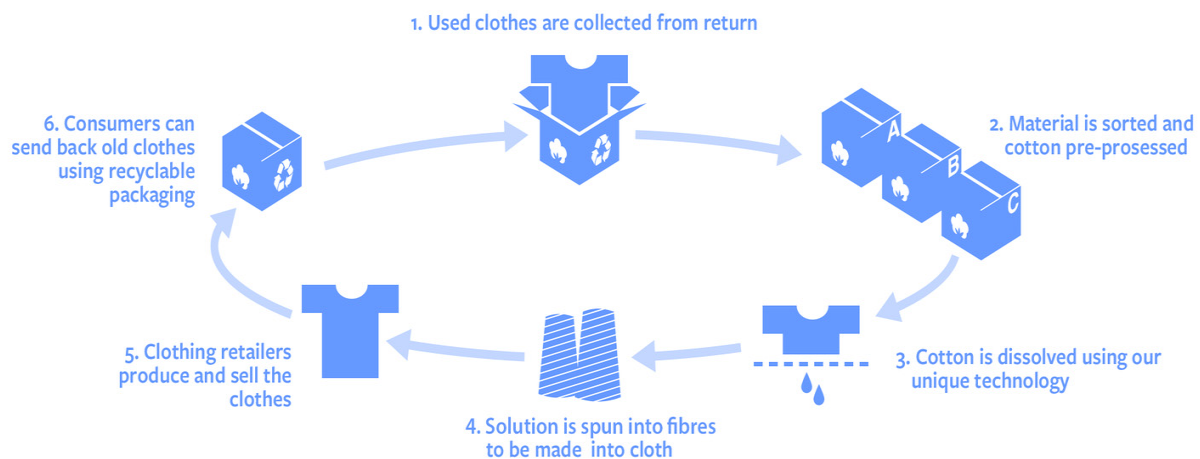 1. Used clothes are collected from return
2. Material is sorted and
cotton pre-prosessed
A
B
C
3. Cotton is dissolved using our
unique technology
4. Solution is spun into fibres
to be made into cloth
5. Clothing retailers
produce and sell the
clothes
6. Consumers can
send back old clothes
using recyclable
packaging